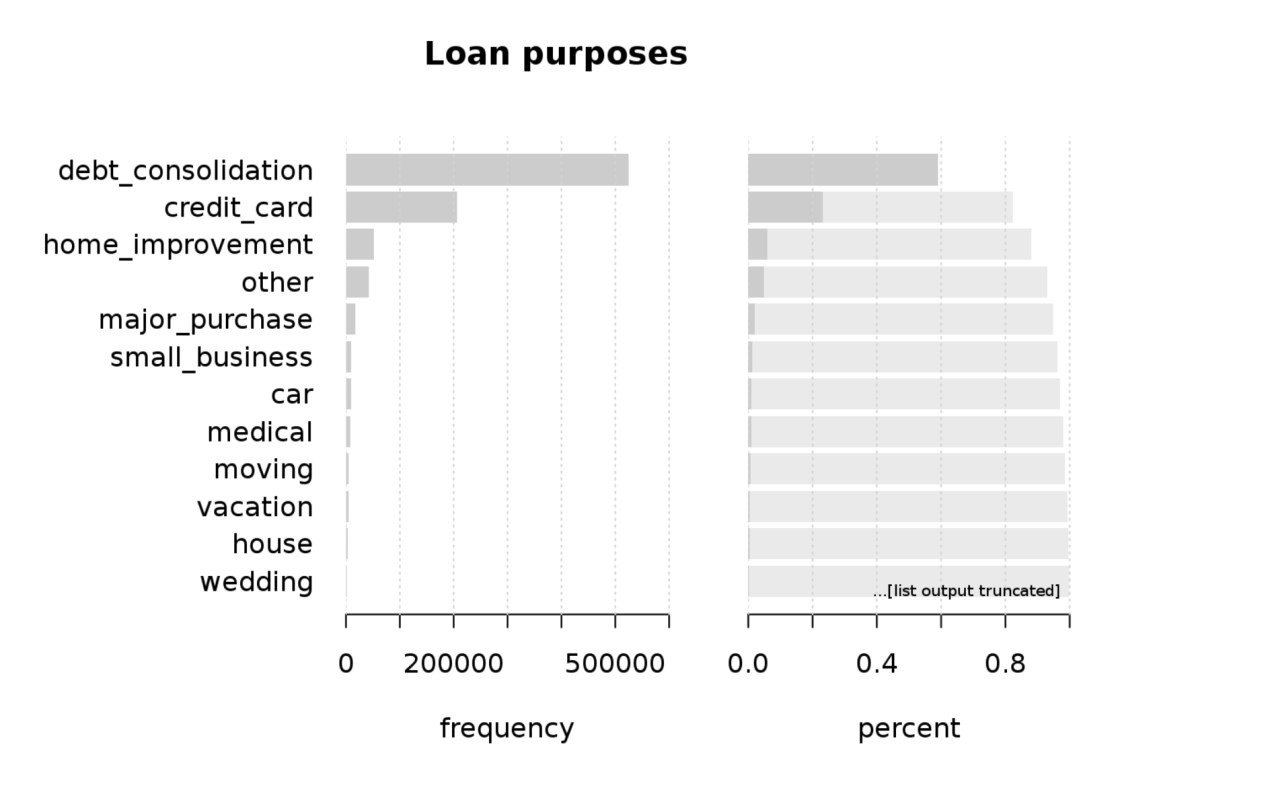 Loan purposes
debt_consolidation
credit_card
home_improvement
other
major_purchase
small_business
car
medical
moving
vacation
house
wedding
...[list output truncated]
0 200000 500000
0.0 0.4 0.8
frequency
percent